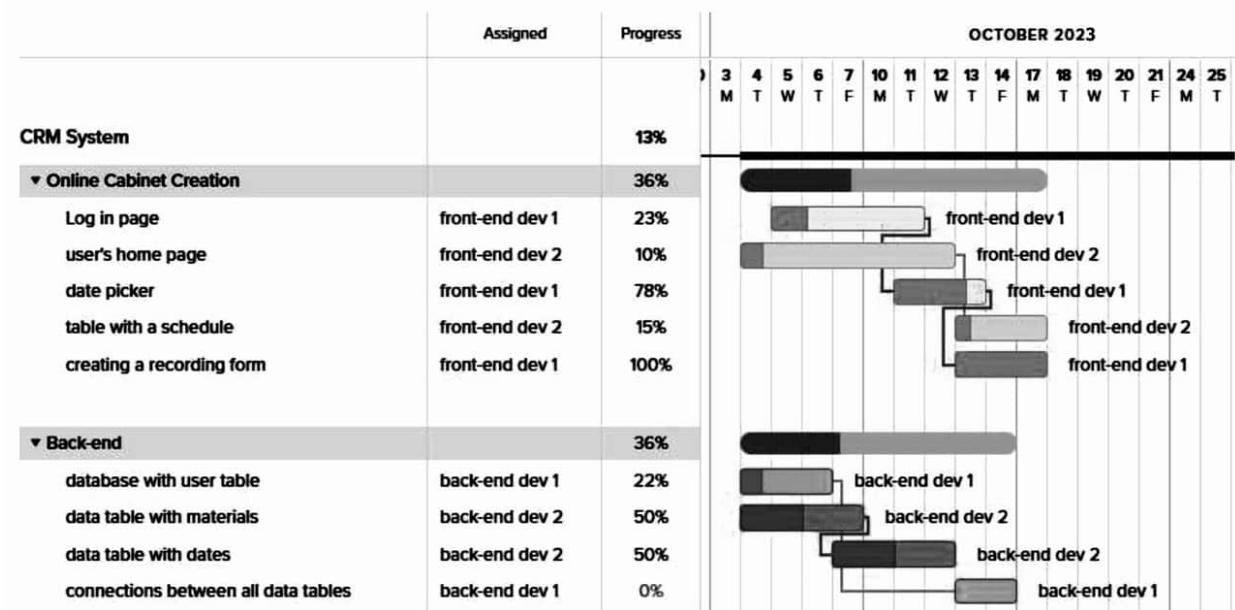 Assigned Progress OCTOBER 2023
3 4 5 6 7 10 11 12 13 14 17 18 19 20 21 24 25
M T W T F M T W T F M T W T F M T
CRM System 13%
▼ Online Cabinet Creation 36%
Log in page front-end dev 1 23% front-end dev 1
user's home page front-end dev 2 10% front-end dev 2
date picker front-end dev 1 78% front-end dev 1
table with a schedule front-end dev 2 15% front-end dev 2
creating a recording form front-end dev 1 100% front-end dev 1
▼ Back-end 36%
database with user table back-end dev 1 22% back-end dev 1
data table with materials back-end dev 2 50% back-end dev 2
data table with dates back-end dev 2 50% back-end dev 2
connections between all data tables back-end dev 1 0% back-end dev 1